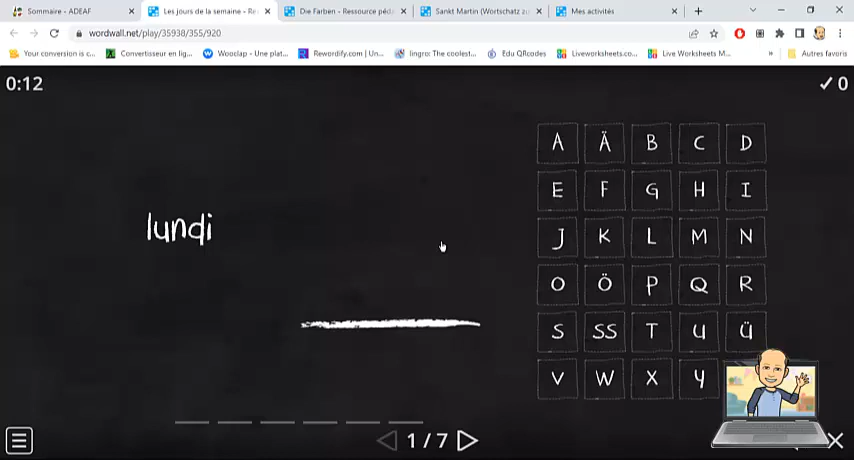 Sommaire - ADEAF
Les jours de la semaine - Re
Die Farben - Ressource péda
Sankt Martin (Wortschatz zu
Mes activités
wordwall.net/play/35938/355/920
Your conversion is c...
Convertisseur en lig...
Wooclap - Une plat...
Rewordify.com | Un...
lingro: The coolest...
Edu QRcodes
Liveworksheets.co...
Live Worksheets M...
»
Autres favoris
0:12
✓ 0
A Ä B C D
E F G H I
lundi
J K L M N
O Ö P Q R
S SS T U Ü
V W X Y
1 / 7